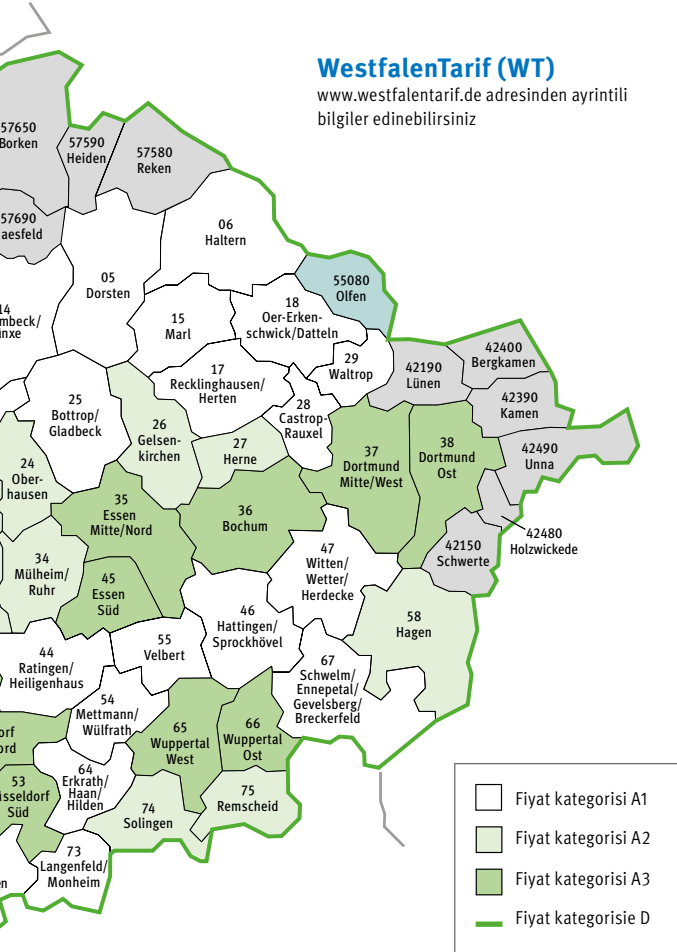 WestfalenTarif (WT)
www.westfalentarif.de adresinden ayrintili
bilgiler edinebilirsiniz
57650
Borken
57590
Heiden
57580
Reken
57690
aesfeld
06
Haltern
05
Dorsten
55080
Olfen
14
mbeck/
ünxe
15
Marl
18
Oer-Erken-
schwick/Datteln
29
Waltrop
42190
Lünen
42400
Bergkamen
42390
Kamen
17
Recklinghausen/
Herten
25
Bottrop/
Gladbeck
28
Castrop-
Rauxel
26
Gelsen-
kirchen
27
Herne
37
Dortmund
Mitte/West
38
Dortmund
Ost
42490
Unna
24
Ober-
hausen
35
Essen
Mitte/Nord
36
Bochum
42480
Holzwickede
42150
Schwerte
34
Mülheim/
Ruhr
45
Essen
Süd
47
Witten/
Wetter/
Herdecke
46
Hattingen/
Sprockhövel
58
Hagen
44
Ratingen/
Heiligenhaus
55
Velbert
67
Schwelm/
Ennepetal/
Gevelsberg/
Breckerfeld
54
Mettmann/
Wülfrath
orf
ord
65
Wuppertal
West
66
Wuppertal
Ost
53
üsseldorf
Süd
64
Erkrath/
Haan/
Hilden
74
Solingen
75
Remscheid
73
Langenfeld/
Monheim
en
Fiyat kategorisi A1
Fiyat kategorisi A2
Fiyat kategorisi A3
Fiyat kategorisie D